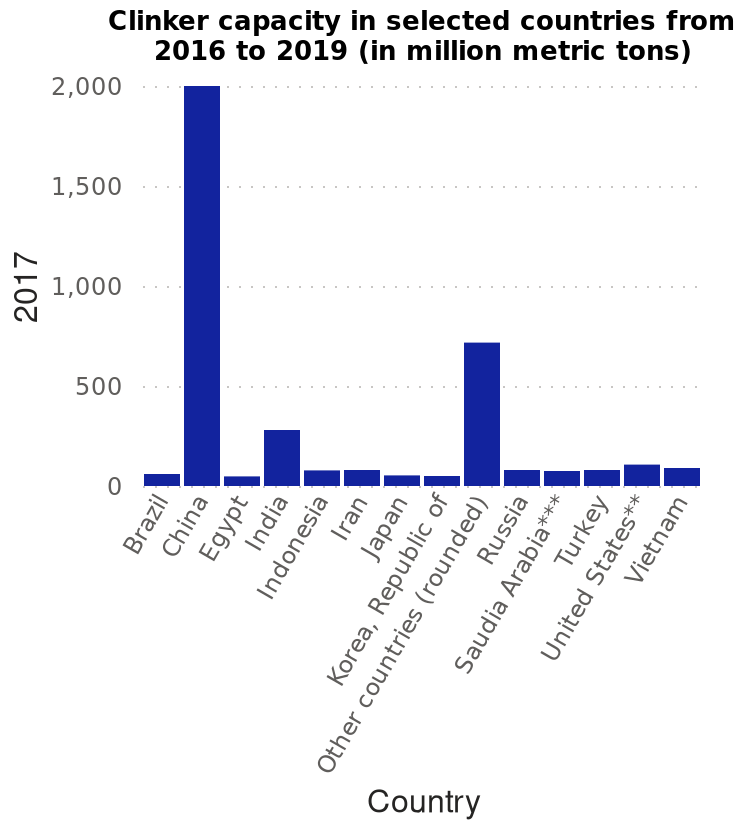 Clinker capacity in selected countries from
2016 to 2019 (in million metric tons)
2,000
1,500
1,000
500
0
2017
Brazil
China
Egypt
India
Indonesia
Iran
Japan
Korea, Republic of
Other countries (rounded)
Russia
Saudia Arabia***
Turkey
United States**
Vietnam
Country